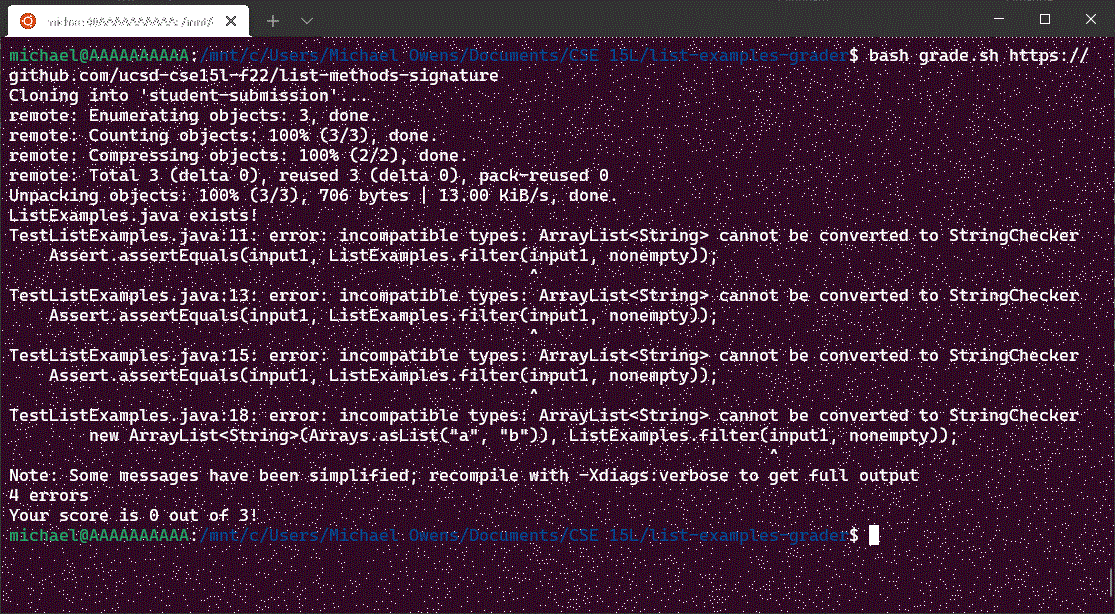 michael@AAAAAAAAAA: /mnt/
michael@AAAAAAAAAA:/mnt/c/Users/Michael Owens/Documents/CSE 15L/list-examples-grader$ bash grade.sh https://
github.com/ucsd-cse15l-f22/list-methods-signature
Cloning into 'student-submission'...
remote: Enumerating objects: 3, done.
remote: Counting objects: 100% (3/3), done.
remote: Compressing objects: 100% (2/2), done.
remote: Total 3 (delta 0), reused 3 (delta 0), pack-reused 0
Unpacking objects: 100% (3/3), 706 bytes | 13.00 KiB/s, done.
ListExamples.java exists!
TestListExamples.java:11: error: incompatible types: ArrayList<String> cannot be converted to StringChecker
    Assert.assertEquals(input1, ListExamples.filter(input1, nonempty));
                                                    ^
TestListExamples.java:13: error: incompatible types: ArrayList<String> cannot be converted to StringChecker
    Assert.assertEquals(input1, ListExamples.filter(input1, nonempty));
                                                    ^
TestListExamples.java:15: error: incompatible types: ArrayList<String> cannot be converted to StringChecker
    Assert.assertEquals(input1, ListExamples.filter(input1, nonempty));
                                                    ^
TestListExamples.java:18: error: incompatible types: ArrayList<String> cannot be converted to StringChecker
        new ArrayList<String>(Arrays.asList("a", "b")), ListExamples.filter(input1, nonempty));
                                                                            ^
Note: Some messages have been simplified; recompile with -Xdiags:verbose to get full output
4 errors
Your score is 0 out of 3!
michael@AAAAAAAAAA:/mnt/c/Users/Michael Owens/Documents/CSE 15L/list-examples-grader$